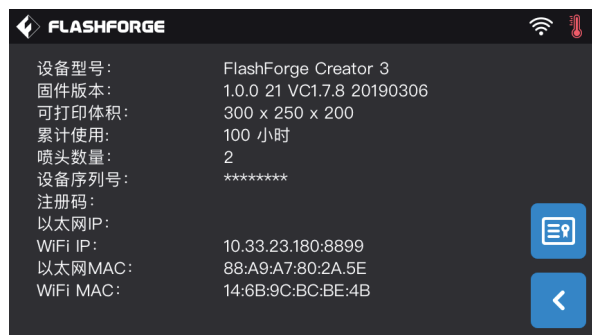 FLASHFORGE
设备型号： FlashForge Creator 3
固件版本： 1.0.0 21 VC1.7.8 20190306
可打印体积： 300 x 250 x 200
累计使用: 100 小时
喷头数量： 2
设备序列号： ********
注册码：
以太网IP：
WiFi IP： 10.33.23.180:8899
以太网MAC： 88:A9:A7:80:2A.5E
WiFi MAC： 14:6B:9C:BC:BE:4B